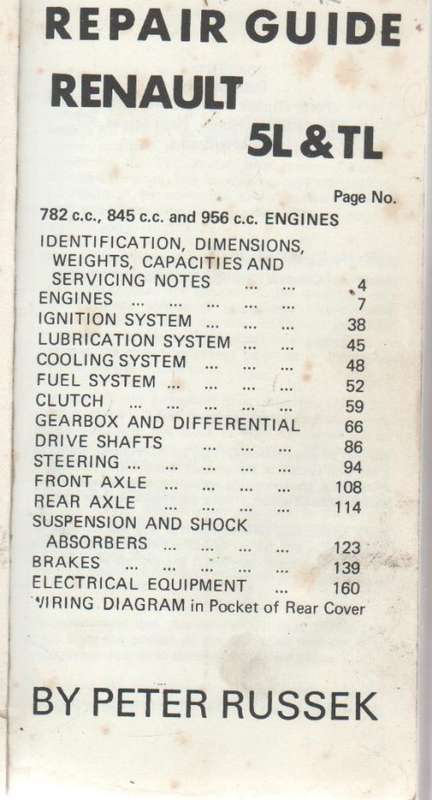 REPAIR GUIDE
RENAULT
5L & TL
Page No.
782 c.c., 845 c.c. and 956 c.c. ENGINES
IDENTIFICATION, DIMENSIONS,
WEIGHTS, CAPACITIES AND
SERVICING NOTES ... ... 4
ENGINES ... ... ... ... ... 7
IGNITION SYSTEM ... ... ... 38
LUBRICATION SYSTEM ... ... 45
COOLING SYSTEM ... ... ... 48
FUEL SYSTEM ... ... ... ... 52
CLUTCH ... ... ... ... ... 59
GEARBOX AND DIFFERENTIAL 66
DRIVE SHAFTS ... ... ... 86
STEERING ... ... ... ... ... 94
FRONT AXLE ... ... ... ... 108
REAR AXLE ... ... ... ... 114
SUSPENSION AND SHOCK
ABSORBERS ... ... ... ... 123
BRAKES ... ... ... ... ... 139
ELECTRICAL EQUIPMENT ... 160
WIRING DIAGRAM in Pocket of Rear Cover
BY PETER RUSSEK